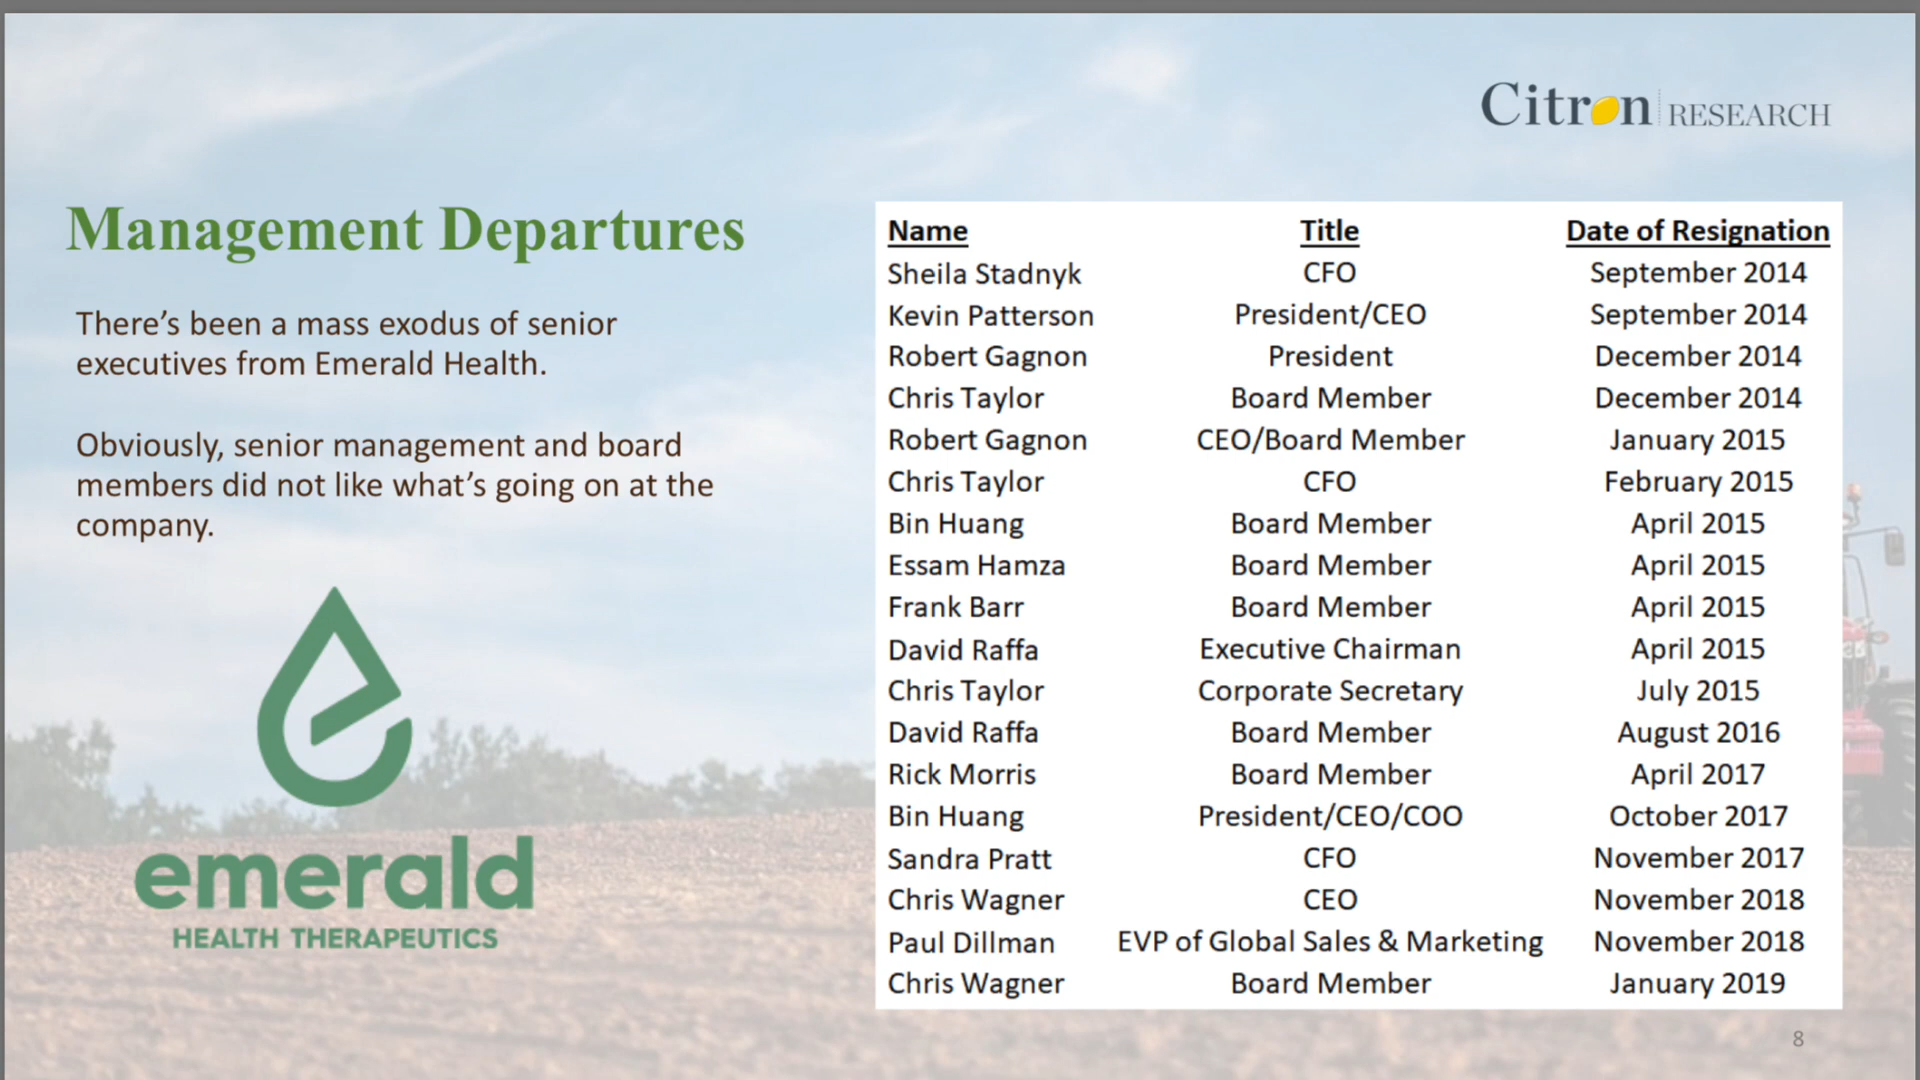 Citron RESEARCH
Management Departures
There's been a mass exodus of senior
executives from Emerald Health.
Obviously, senior management and board
members did not like what's going on at the
company.
emerald
HEALTH THERAPEUTICS
Name Title Date of Resignation
Sheila Stadnyk CFO September 2014
Kevin Patterson President/CEO September 2014
Robert Gagnon President December 2014
Chris Taylor Board Member December 2014
Robert Gagnon CEO/Board Member January 2015
Chris Taylor CFO February 2015
Bin Huang Board Member April 2015
Essam Hamza Board Member April 2015
Frank Barr Board Member April 2015
David Raffa Executive Chairman April 2015
Chris Taylor Corporate Secretary July 2015
David Raffa Board Member August 2016
Rick Morris Board Member April 2017
Bin Huang President/CEO/COO October 2017
Sandra Pratt CFO November 2017
Chris Wagner CEO November 2018
Paul Dillman EVP of Global Sales & Marketing November 2018
Chris Wagner Board Member January 2019
8